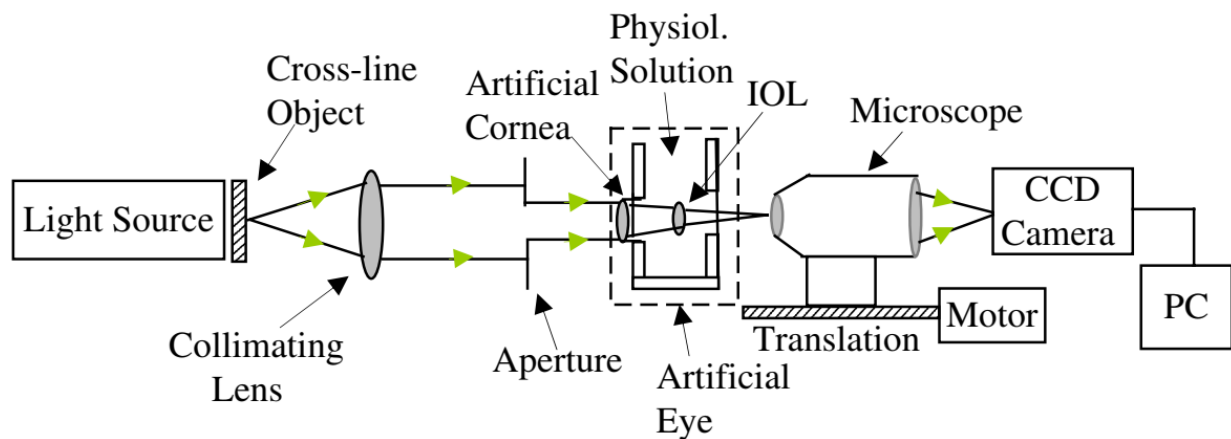 Light Source
Cross-line
Object
Collimating
Lens
Aperture
Artificial
Cornea
Physiol.
Solution
IOL
Artificial
Eye
Microscope
Translation
Motor
CCD
Camera
PC